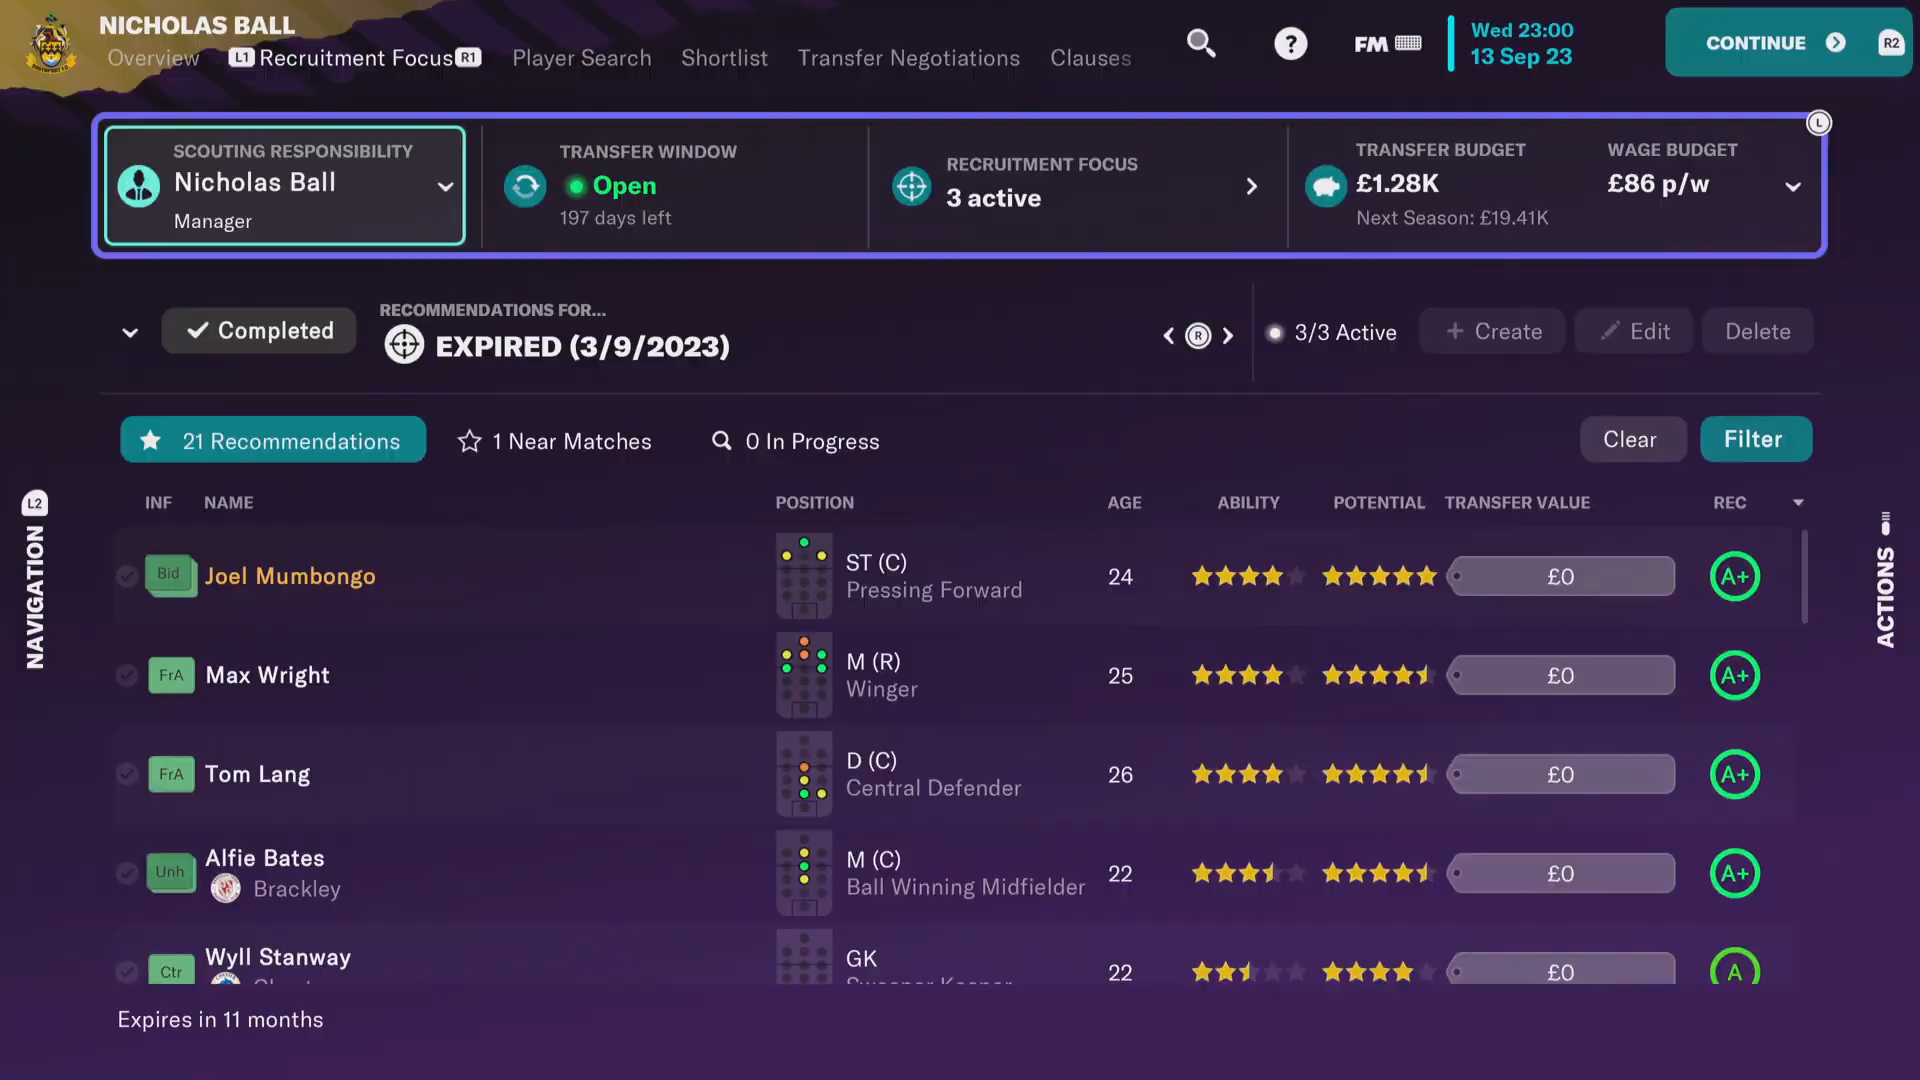 NICHOLAS BALL
Overview L1 Recruitment Focus R1 Player Search Shortlist Transfer Negotiations Clauses
? FM
Wed 23:00
13 Sep 23
CONTINUE R2
L
SCOUTING RESPONSIBILITY
Nicholas Ball
Manager
TRANSFER WINDOW
Open
197 days left
RECRUITMENT FOCUS
3 active
TRANSFER BUDGET
£1.28K
Next Season: £19.41K
WAGE BUDGET
£86 p/w
Completed
RECOMMENDATIONS FOR...
EXPIRED (3/9/2023)
R
3/3 Active
+ Create
Edit
Delete
21 Recommendations
1 Near Matches
0 In Progress
Clear
Filter
L2
NAVIGATION
ACTIONS
INF NAME POSITION AGE ABILITY POTENTIAL TRANSFER VALUE REC
Bid Joel Mumbongo ST (C) 24 £0 A+
Pressing Forward
FrA Max Wright M (R) 25 £0 A+
Winger
FrA Tom Lang D (C) 26 £0 A+
Central Defender
Unh Alfie Bates M (C) 22 £0 A+
Brackley Ball Winning Midfielder
Ctr Wyll Stanway GK 22 £0 A
Expires in 11 months